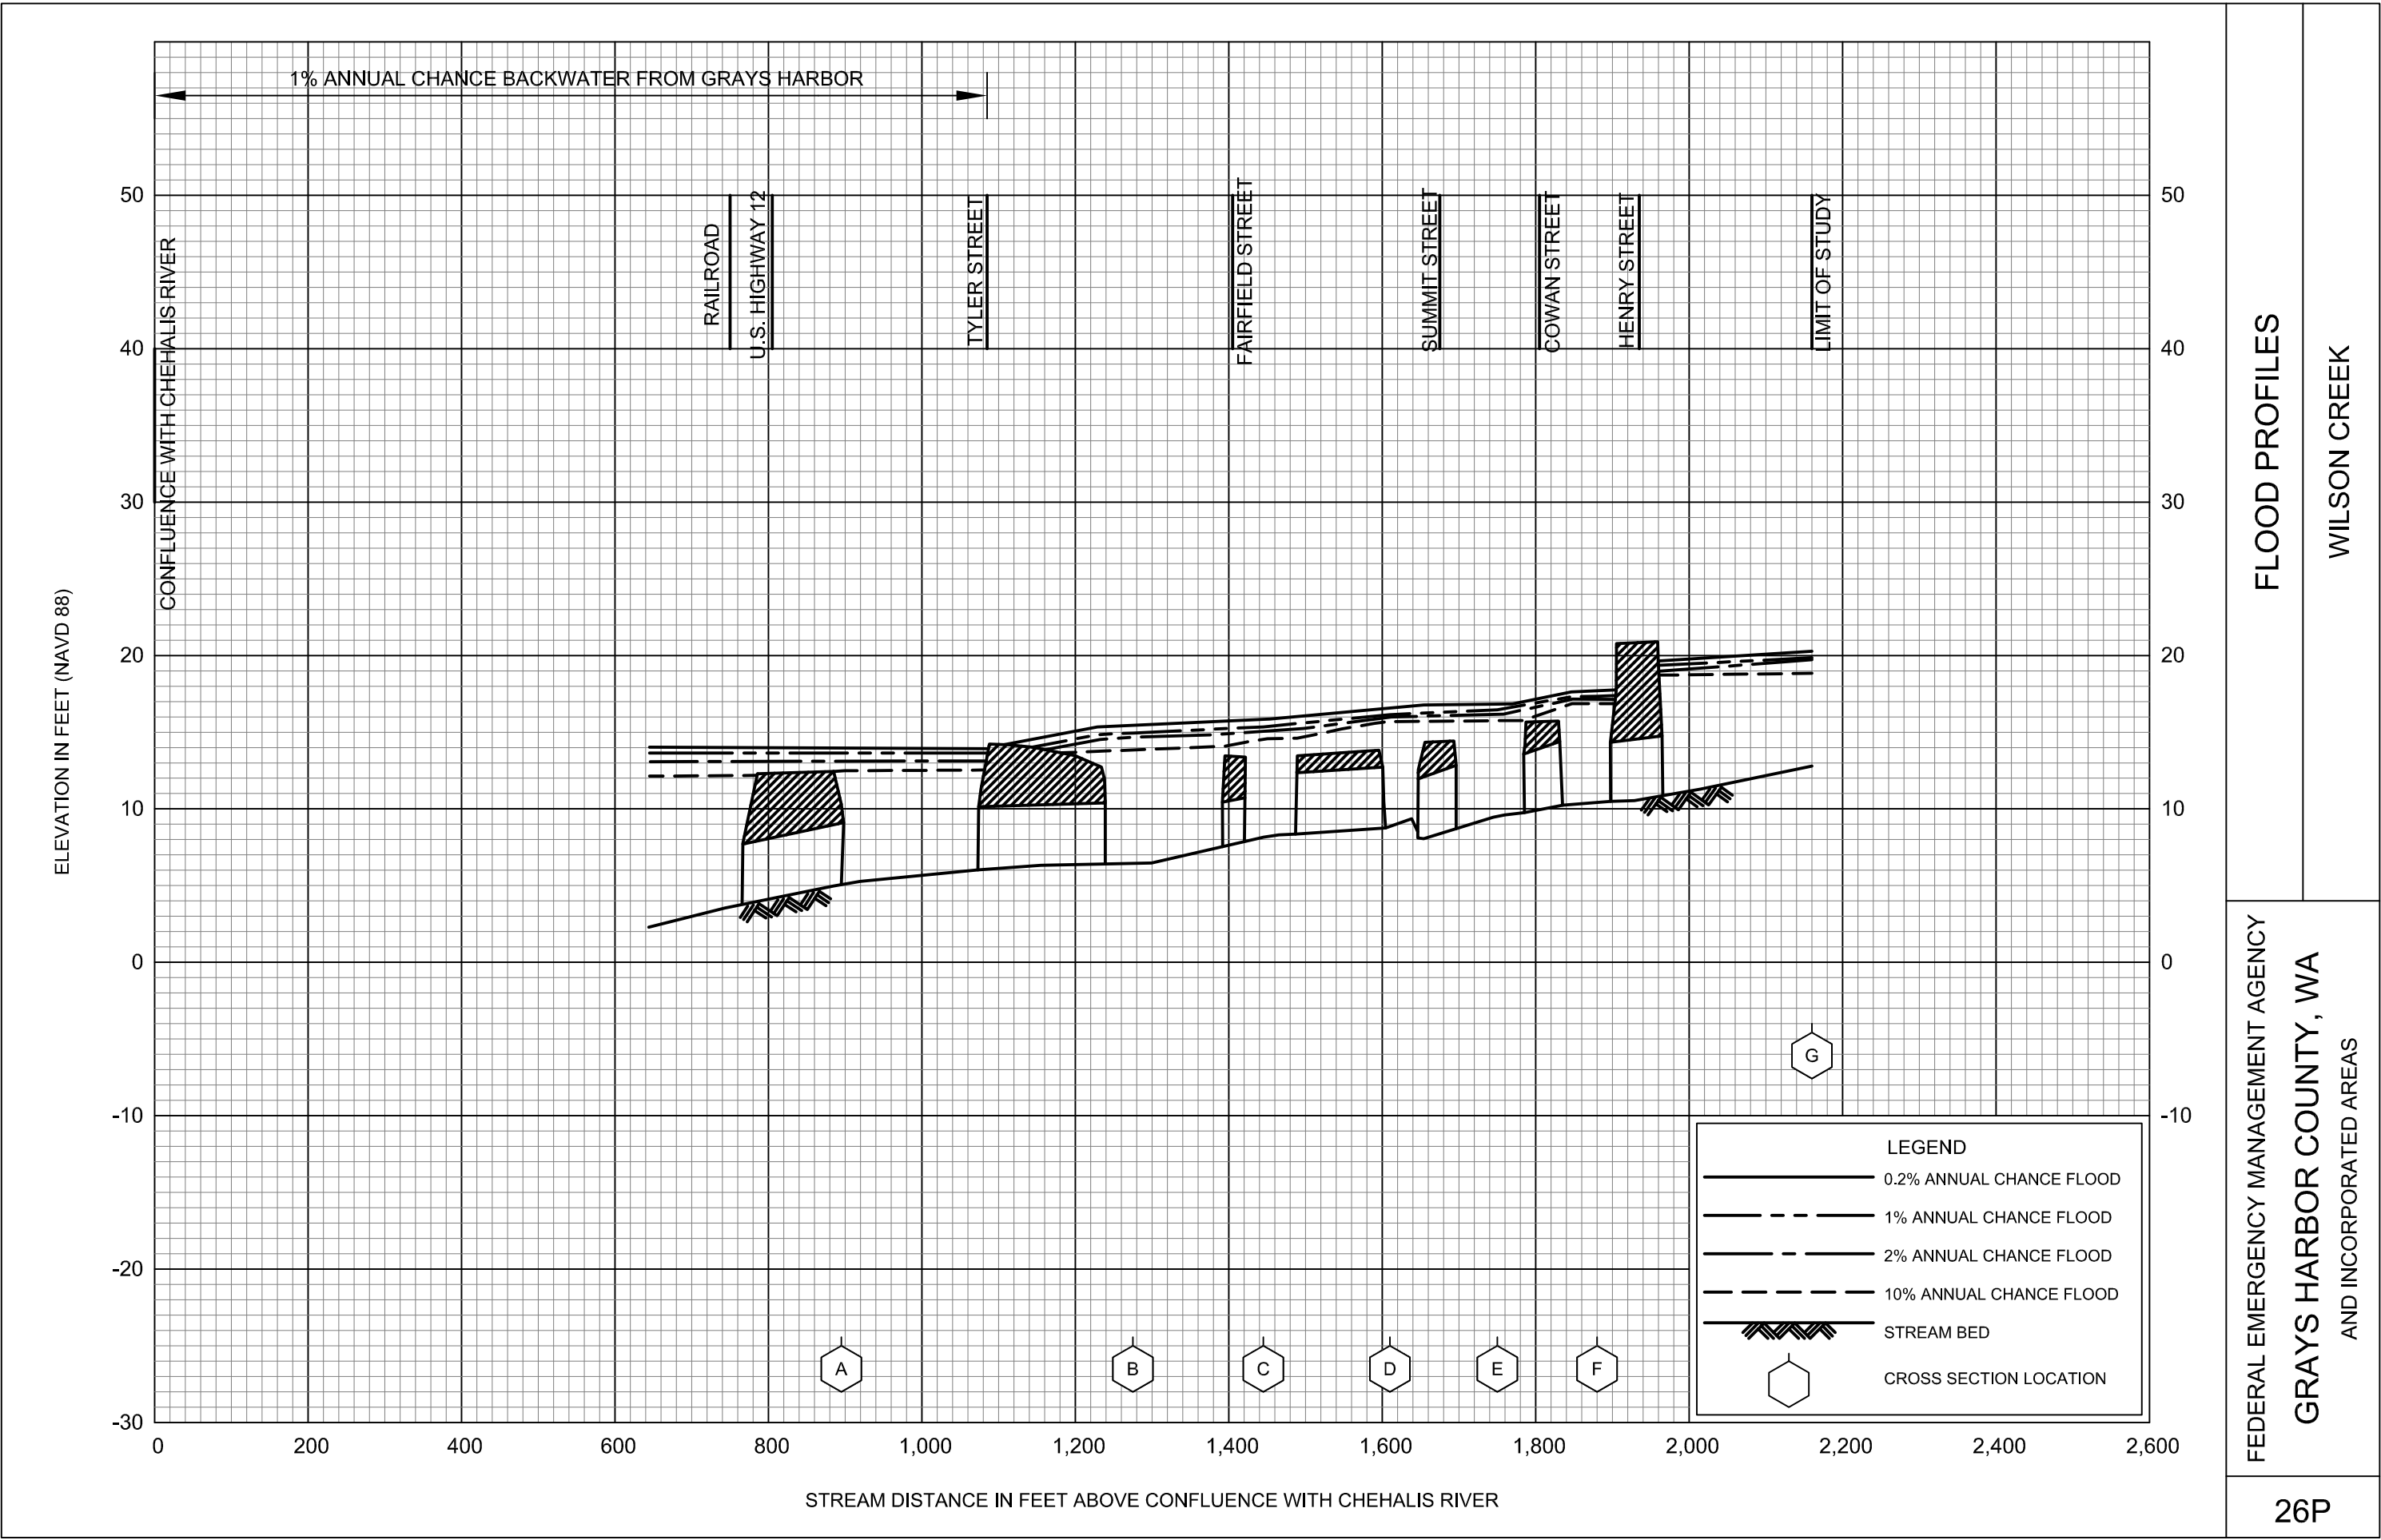 1% ANNUAL CHANCE BACKWATER FROM GRAYS HARBOR
CONFLUENCE WITH CHEHALIS RIVER
RAILROAD
U.S. HIGHWAY 12
TYLER STREET
FAIRFIELD STREET
SUMMIT STREET
COWAN STREET
HENRY STREET
LIMIT OF STUDY
ELEVATION IN FEET (NAVD 88)
50
40
30
20
10
0
-10
-20
-30
50
40
30
20
10
0
-10
A
B
C
D
E
F
G
LEGEND
0.2% ANNUAL CHANCE FLOOD
1% ANNUAL CHANCE FLOOD
2% ANNUAL CHANCE FLOOD
10% ANNUAL CHANCE FLOOD
STREAM BED
CROSS SECTION LOCATION
0
200
400
600
800
1,000
1,200
1,400
1,600
1,800
2,000
2,200
2,400
2,600
STREAM DISTANCE IN FEET ABOVE CONFLUENCE WITH CHEHALIS RIVER
FLOOD PROFILES
WILSON CREEK
FEDERAL EMERGENCY MANAGEMENT AGENCY
GRAYS HARBOR COUNTY, WA
AND INCORPORATED AREAS
26P